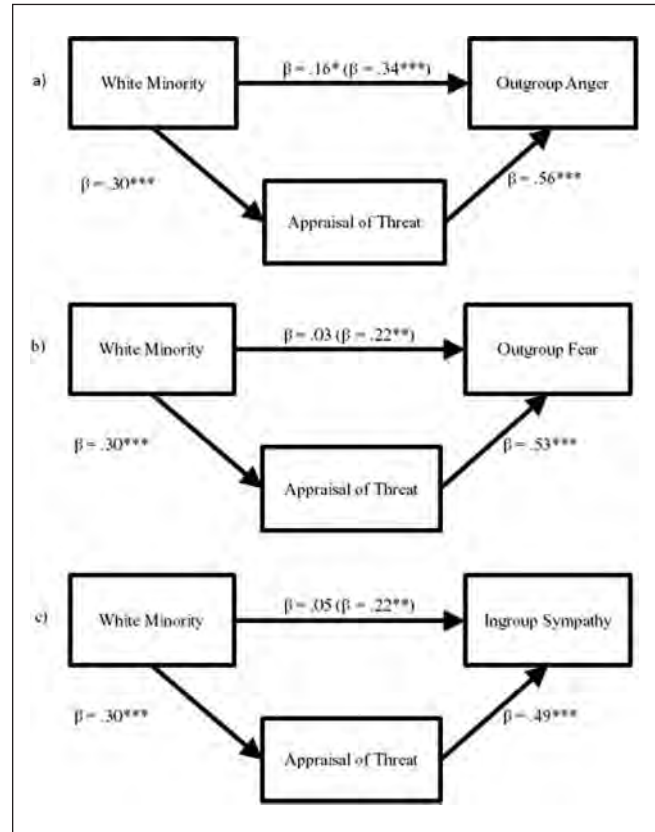 β = .16* (β = .34***)
a)
White Minority
Outgroup Anger
β = .30***
β = .56***
Appraisal of Threat
β = .03 (β = .22**)
b)
White Minority
Outgroup Fear
β = .30***
β = .53***
Appraisal of Threat
β = .05 (β = .22**)
c)
White Minority
Ingroup Sympathy
β = .30***
β = .49***
Appraisal of Threat